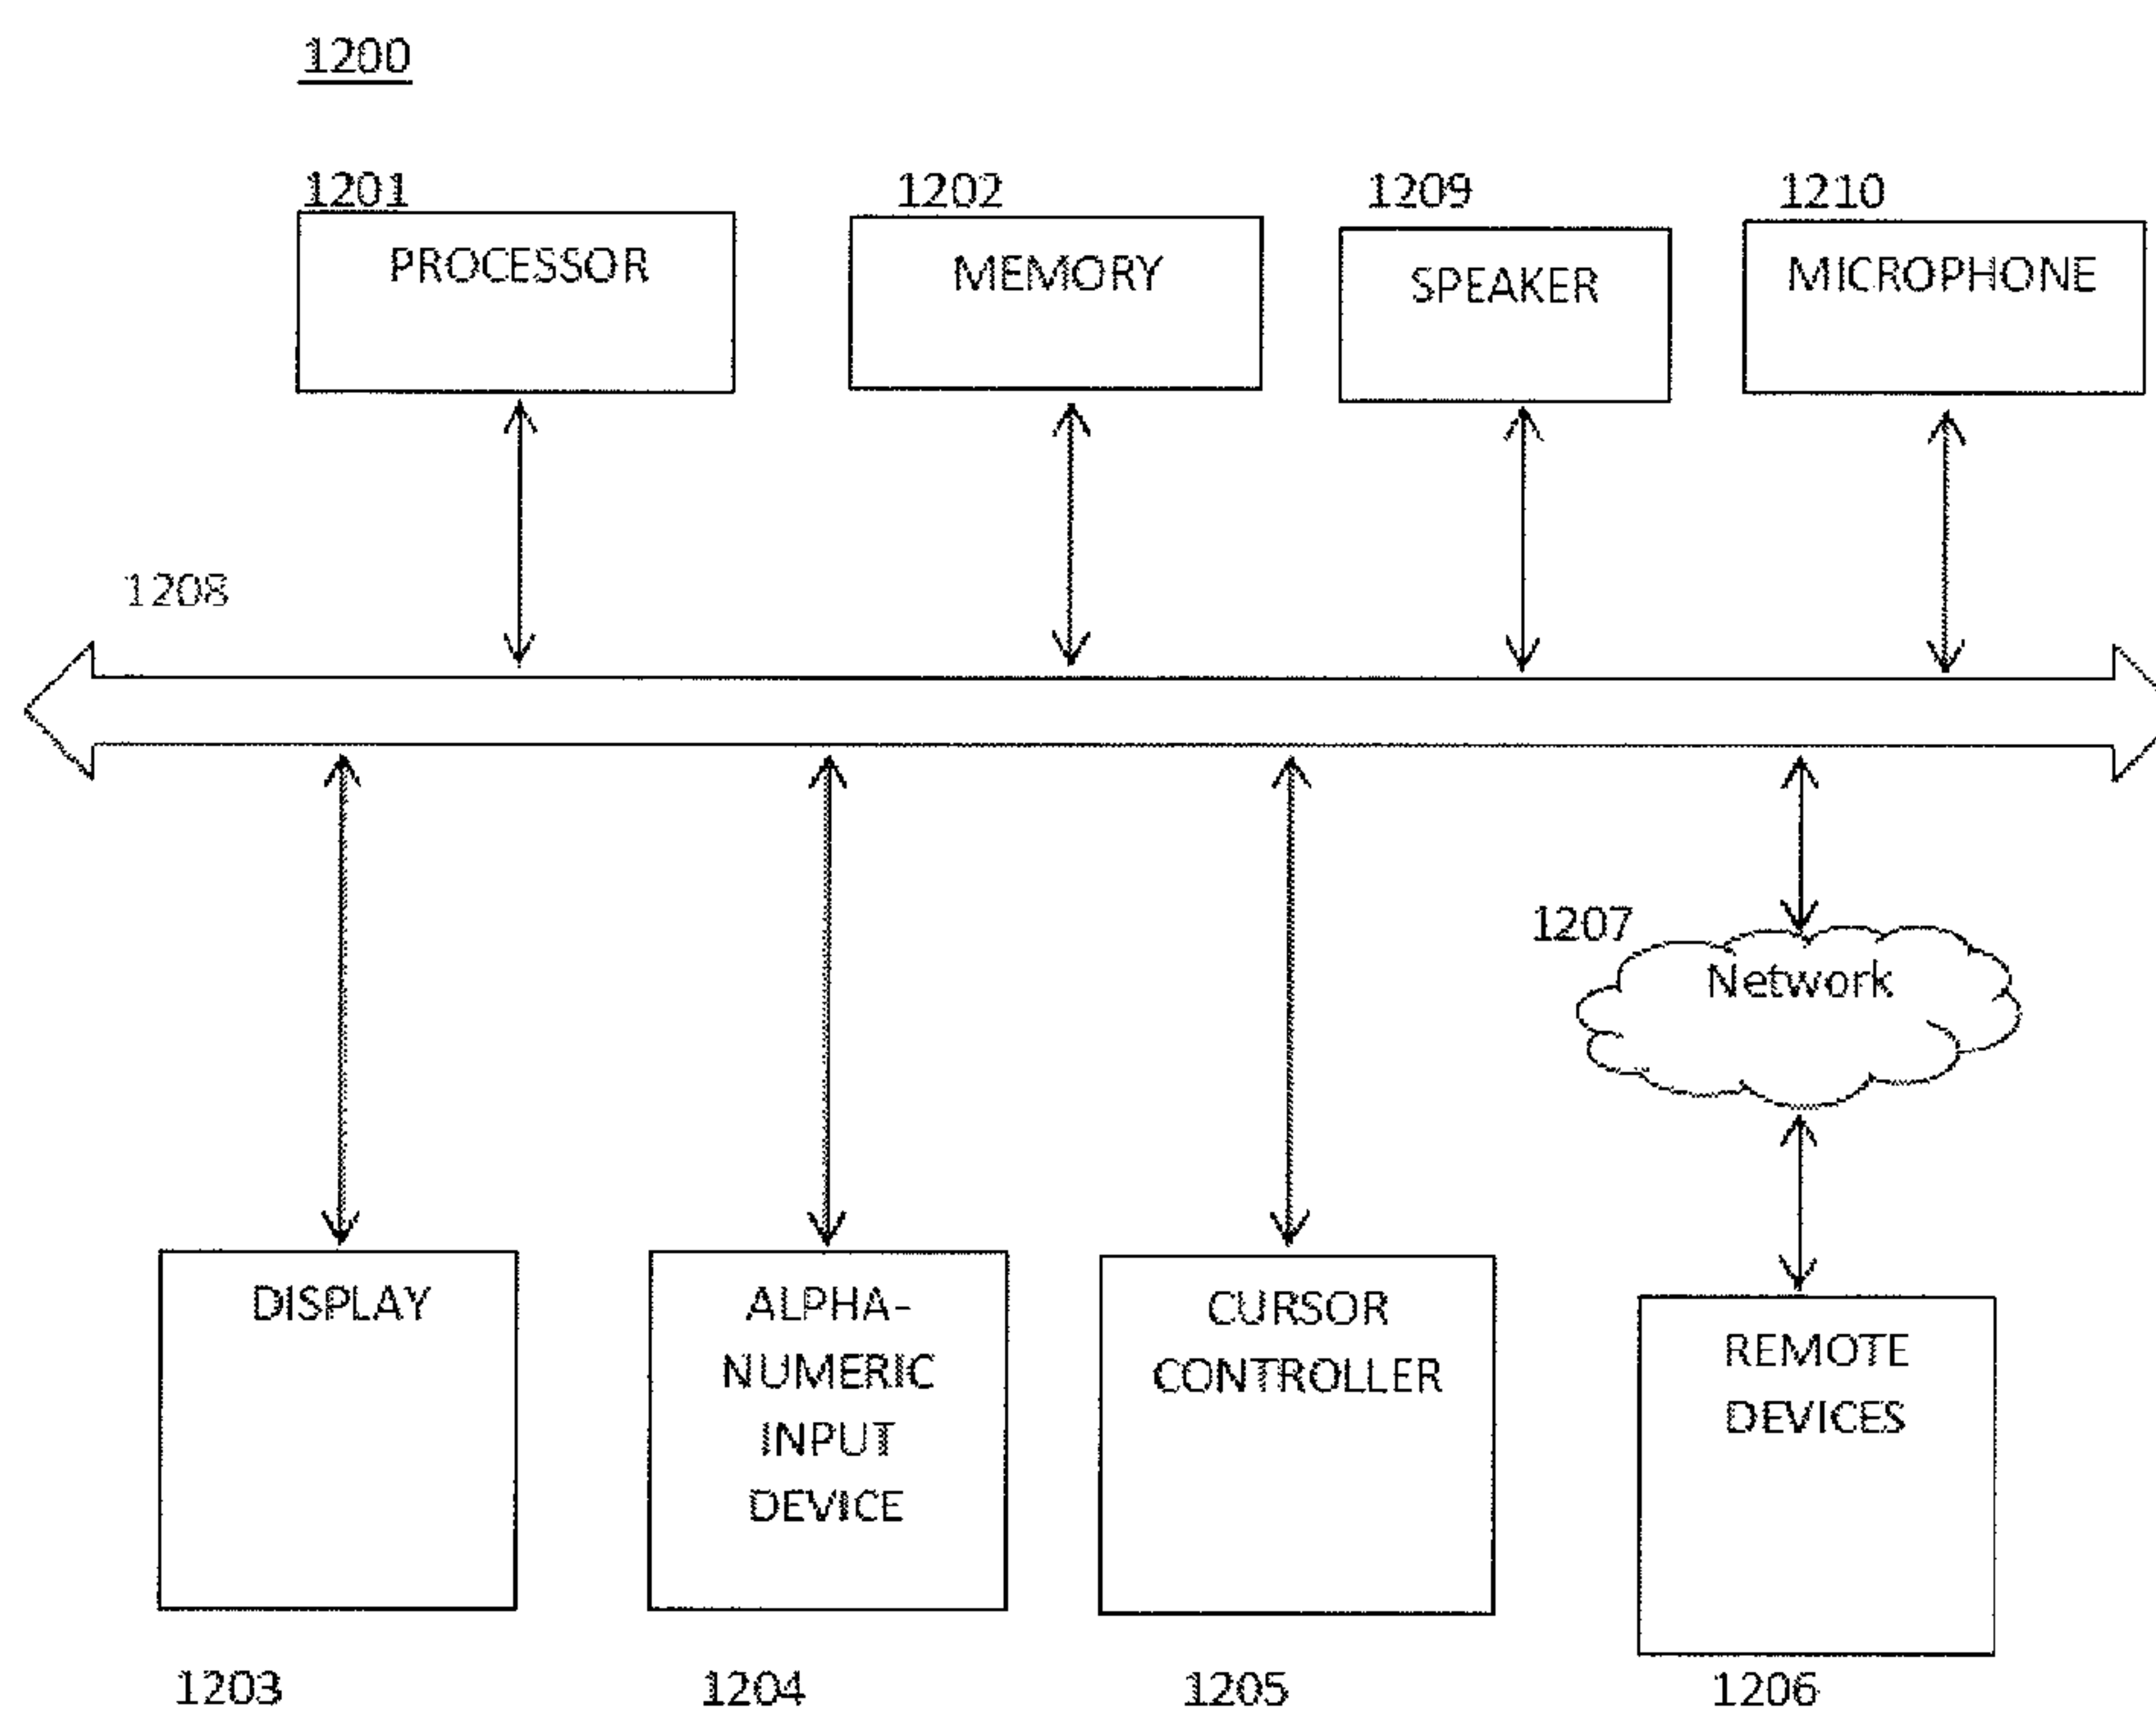 1200
1201
1202
1209
1210
PROCESSOR
MEMORY
SPEAKER
MICROPHONE
1208
1207
Network
DISPLAY
ALPHA-
NUMERIC
INPUT
DEVICE
CURSOR
CONTROLLER
REMOTE
DEVICES
1203
1204
1205
1206